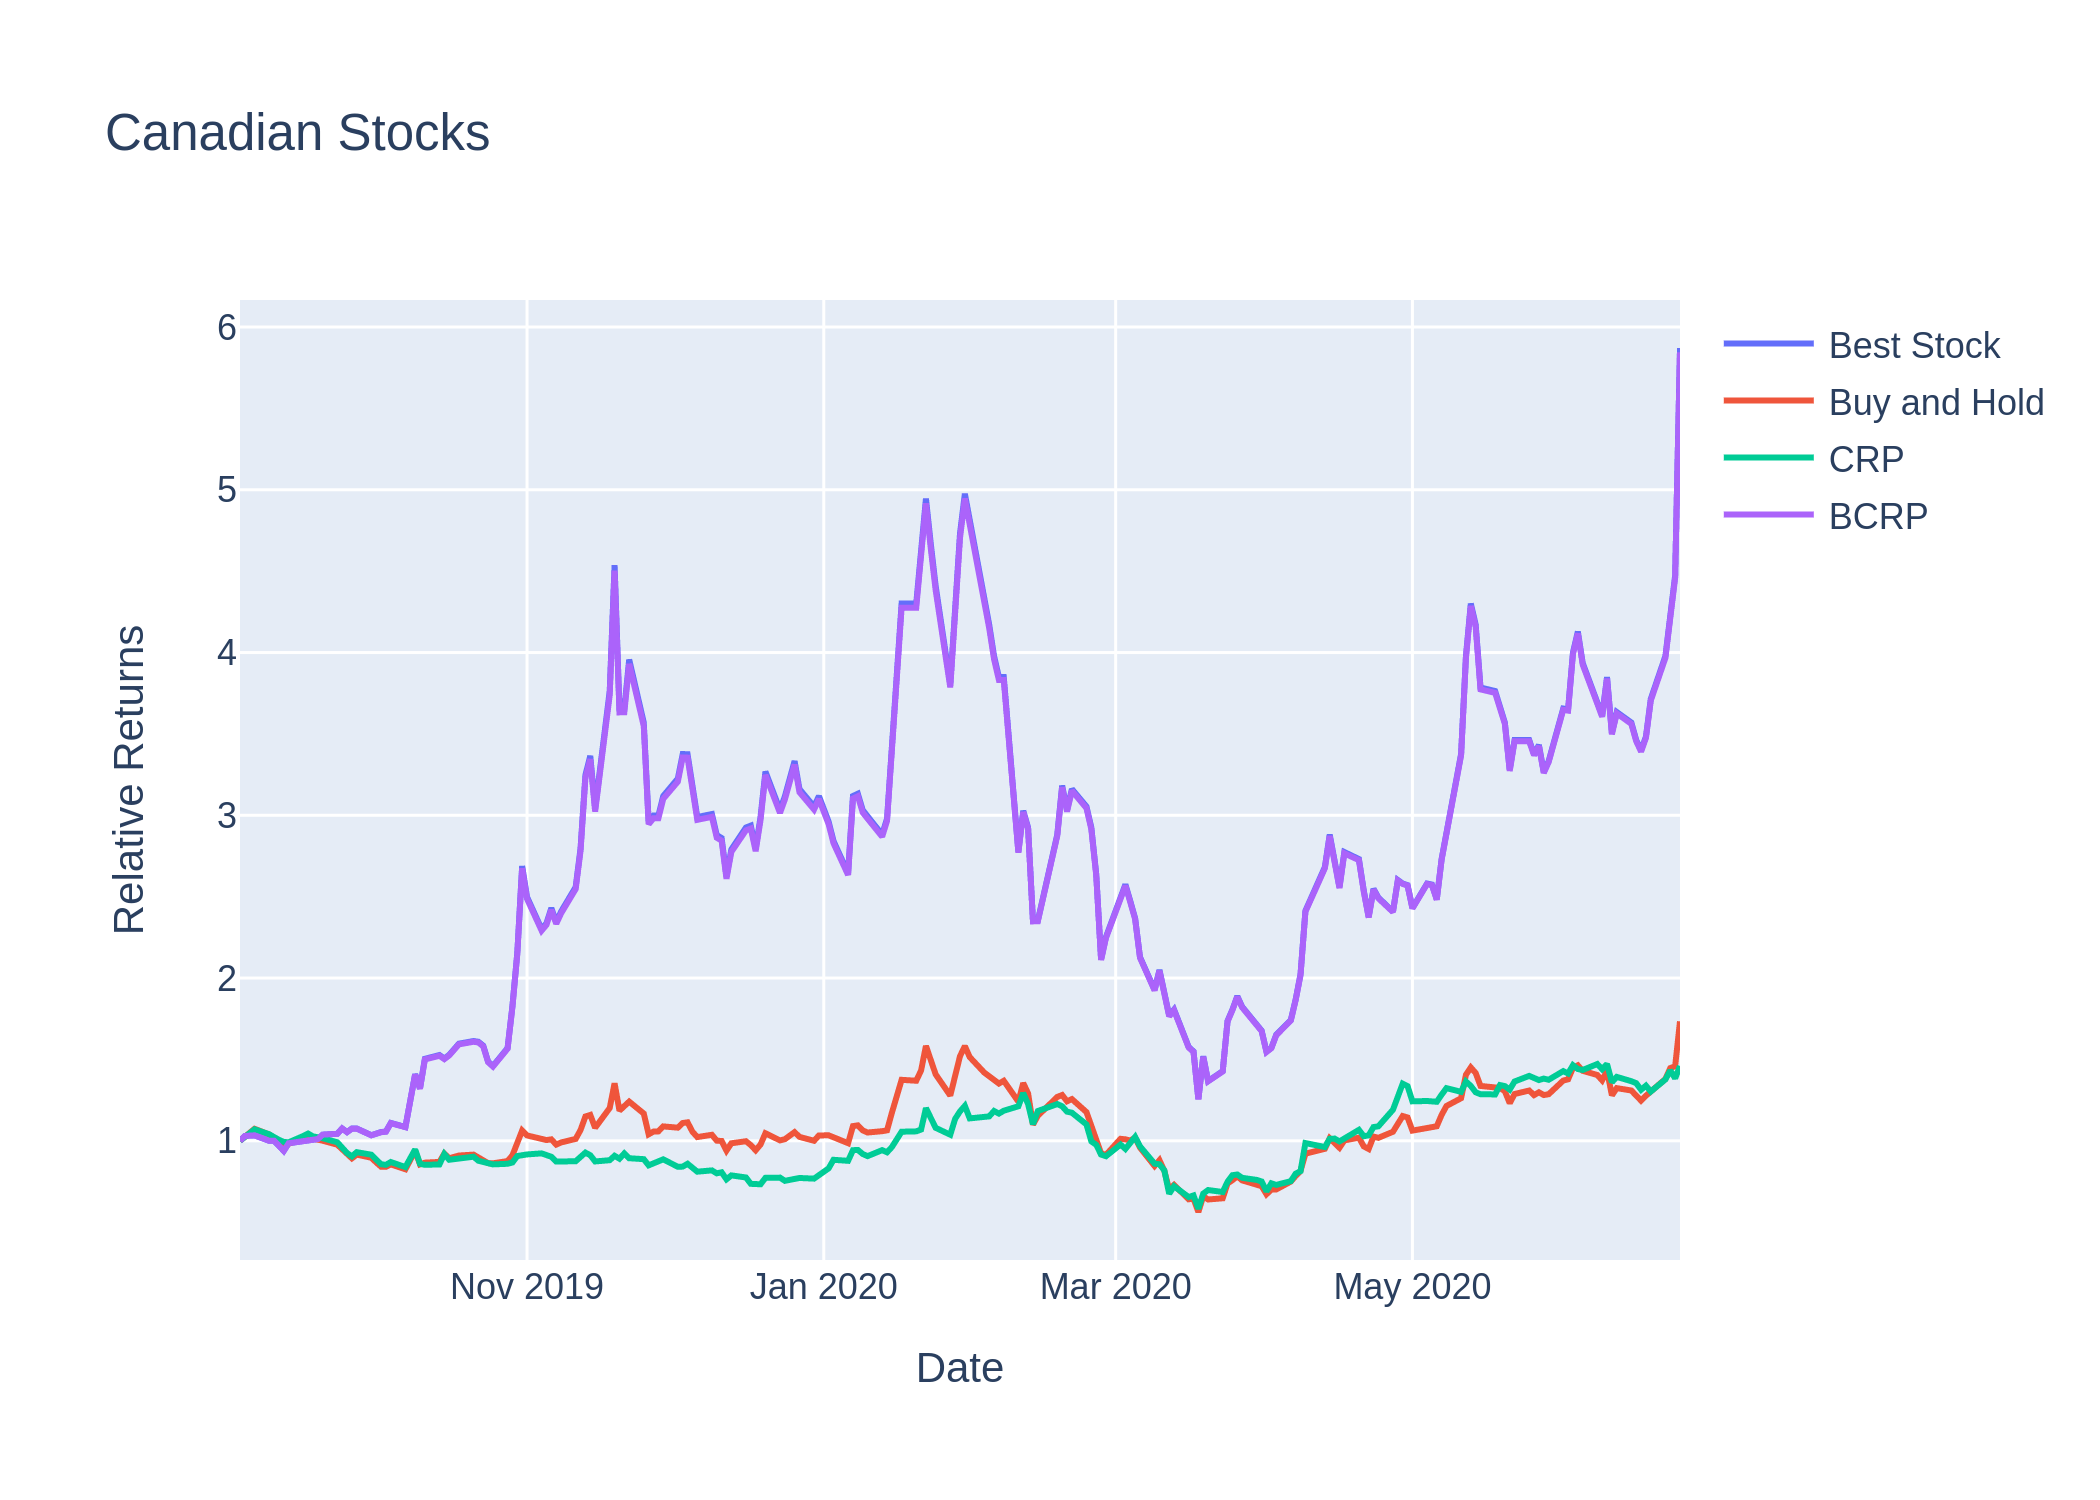 Canadian Stocks
6
5
4
3
2
1
Relative Returns
Nov 2019
Jan 2020
Mar 2020
May 2020
Date
Best Stock
Buy and Hold
CRP
BCRP